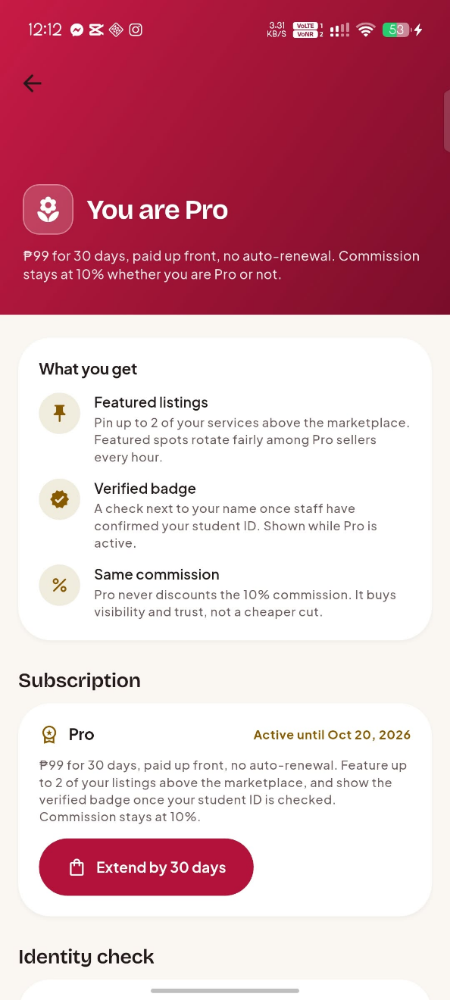 12:12
3.31
KB/S
VoLTE 1
VoNR 2
53
You are Pro
₱99 for 30 days, paid up front, no auto-renewal. Commission
stays at 10% whether you are Pro or not.
What you get
Featured listings
Pin up to 2 of your services above the marketplace.
Featured spots rotate fairly among Pro sellers
every hour.
Verified badge
A check next to your name once staff have
confirmed your student ID. Shown while Pro is
active.
Same commission
Pro never discounts the 10% commission. It buys
visibility and trust, not a cheaper cut.
Subscription
Pro
Active until Oct 20, 2026
₱99 for 30 days, paid up front, no auto-renewal. Feature up
to 2 of your listings above the marketplace, and show the
verified badge once your student ID is checked.
Commission stays at 10%.
Extend by 30 days
Identity check